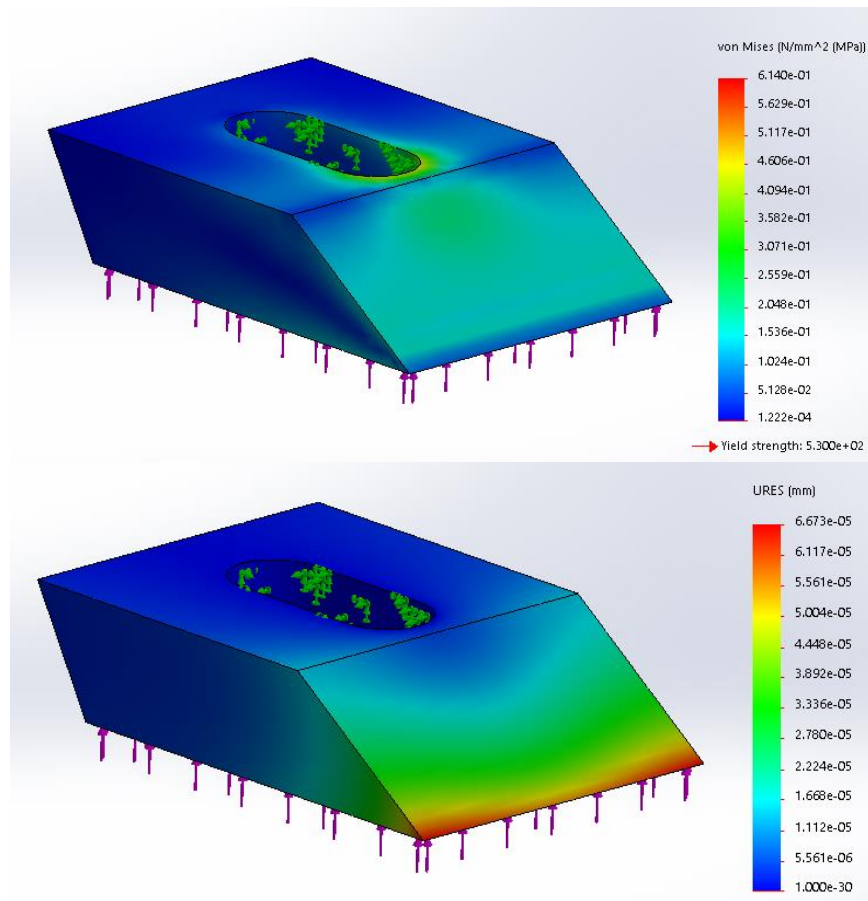 von Mises (N/mm^2 (MPa))
6.140e-01
5.629e-01
5.117e-01
4.606e-01
4.094e-01
3.582e-01
3.071e-01
2.559e-01
2.048e-01
1.536e-01
1.024e-01
5.128e-02
1.222e-04
Yield strength: 5.300e+02
URES (mm)
6.673e-05
6.117e-05
5.561e-05
5.004e-05
4.448e-05
3.892e-05
3.336e-05
2.780e-05
2.224e-05
1.668e-05
1.112e-05
5.561e-06
1.000e-30